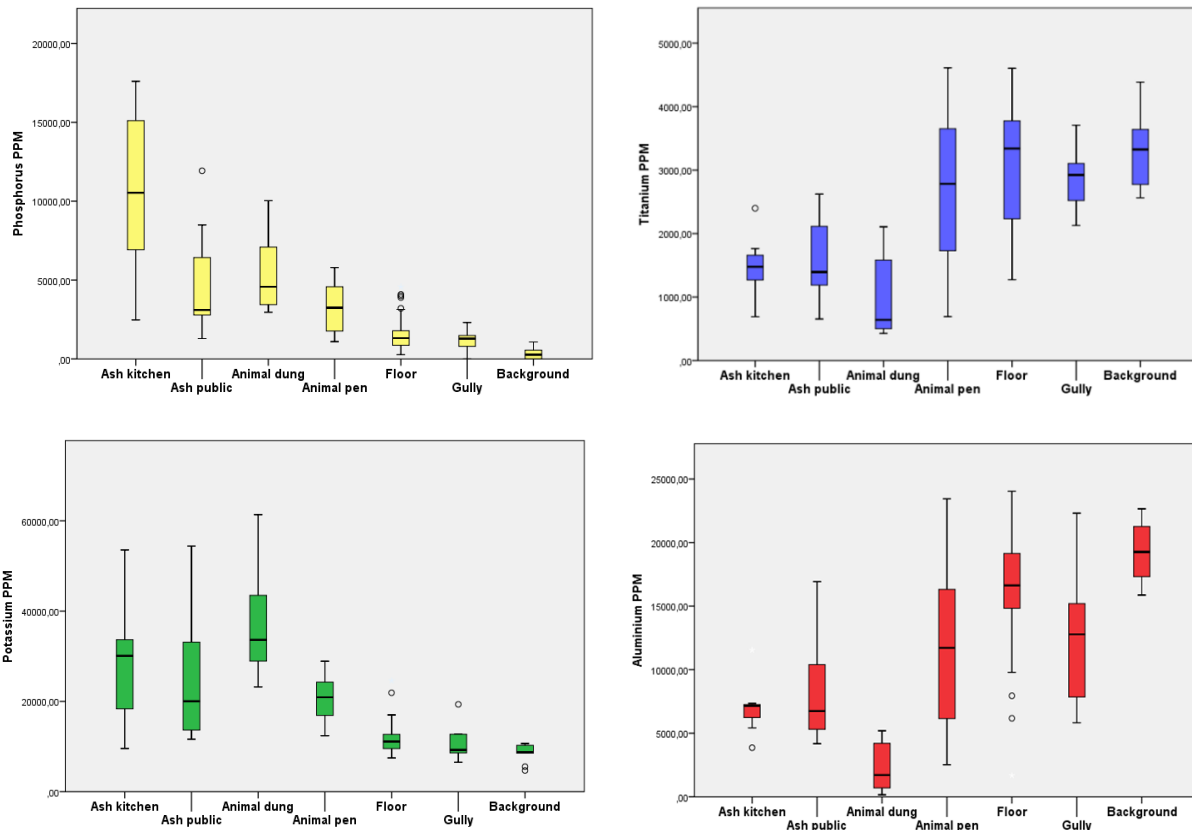 Phosphorus PPM
20000,00
15000,00
10000,00
5000,00
,00
Ash kitchen
Ash public
Animal dung
Animal pen
Floor
Gully
Background
Titanium PPM
5000,00
4000,00
3000,00
2000,00
1000,00
,00
Ash kitchen
Ash public
Animal dung
Animal pen
Floor
Gully
Background
Potassium PPM
60000,00
40000,00
20000,00
,00
Ash kitchen
Ash public
Animal dung
Animal pen
Floor
Gully
Background
Aluminium PPM
25000,00
20000,00
15000,00
10000,00
5000,00
,00
Ash kitchen
Ash public
Animal dung
Animal pen
Floor
Gully
Background